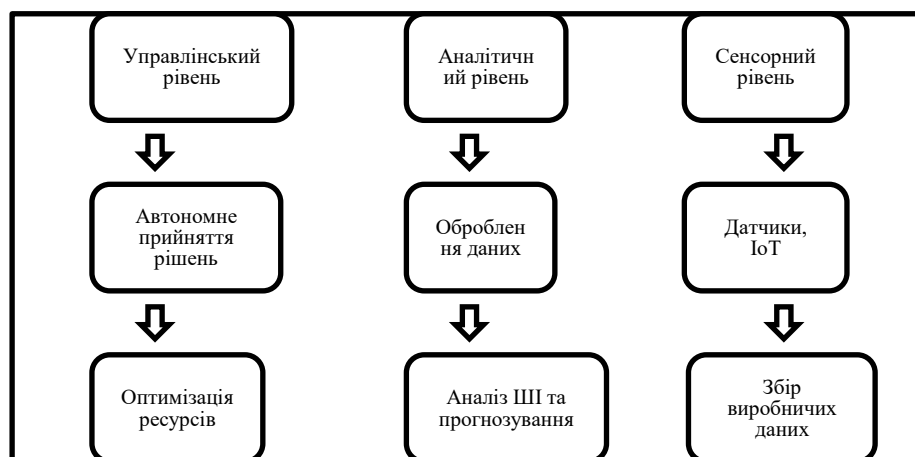 Управлінський
рівень
Аналітичн
ий рівень
Сенсорний
рівень
Автономне
прийняття
рішень
Оброблен
ня даних
Датчики,
ІоТ
Оптимізація
ресурсів
Аналіз ШІ та
прогнозування
Збір
виробничих
даних